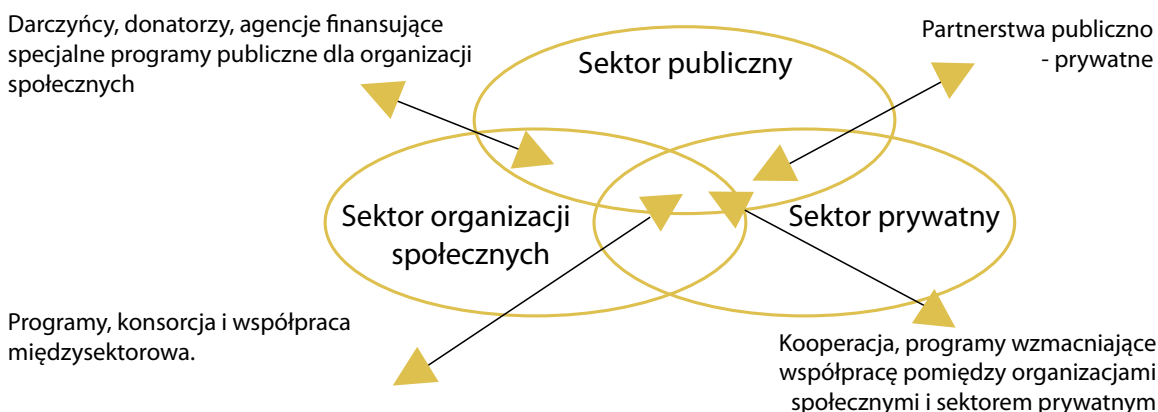 Darczyńcy, donatorzy, agencje finansujące
specjalne programy publiczne dla organizacji
społecznych
Sektor publiczny
Partnerstwa publiczno
- prywatne
Sektor organizacji
społecznych
Sektor prywatny
Programy, konsorcja i współpraca
międzysektorowa.
Kooperacja, programy wzmacniające
współpracę pomiędzy organizacjami
społecznymi i sektorem prywatnym